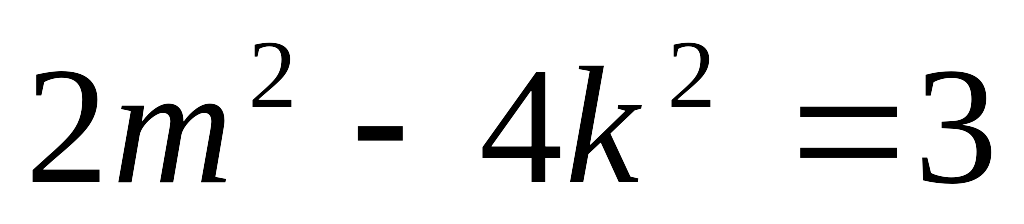 2m² - 4k² =3